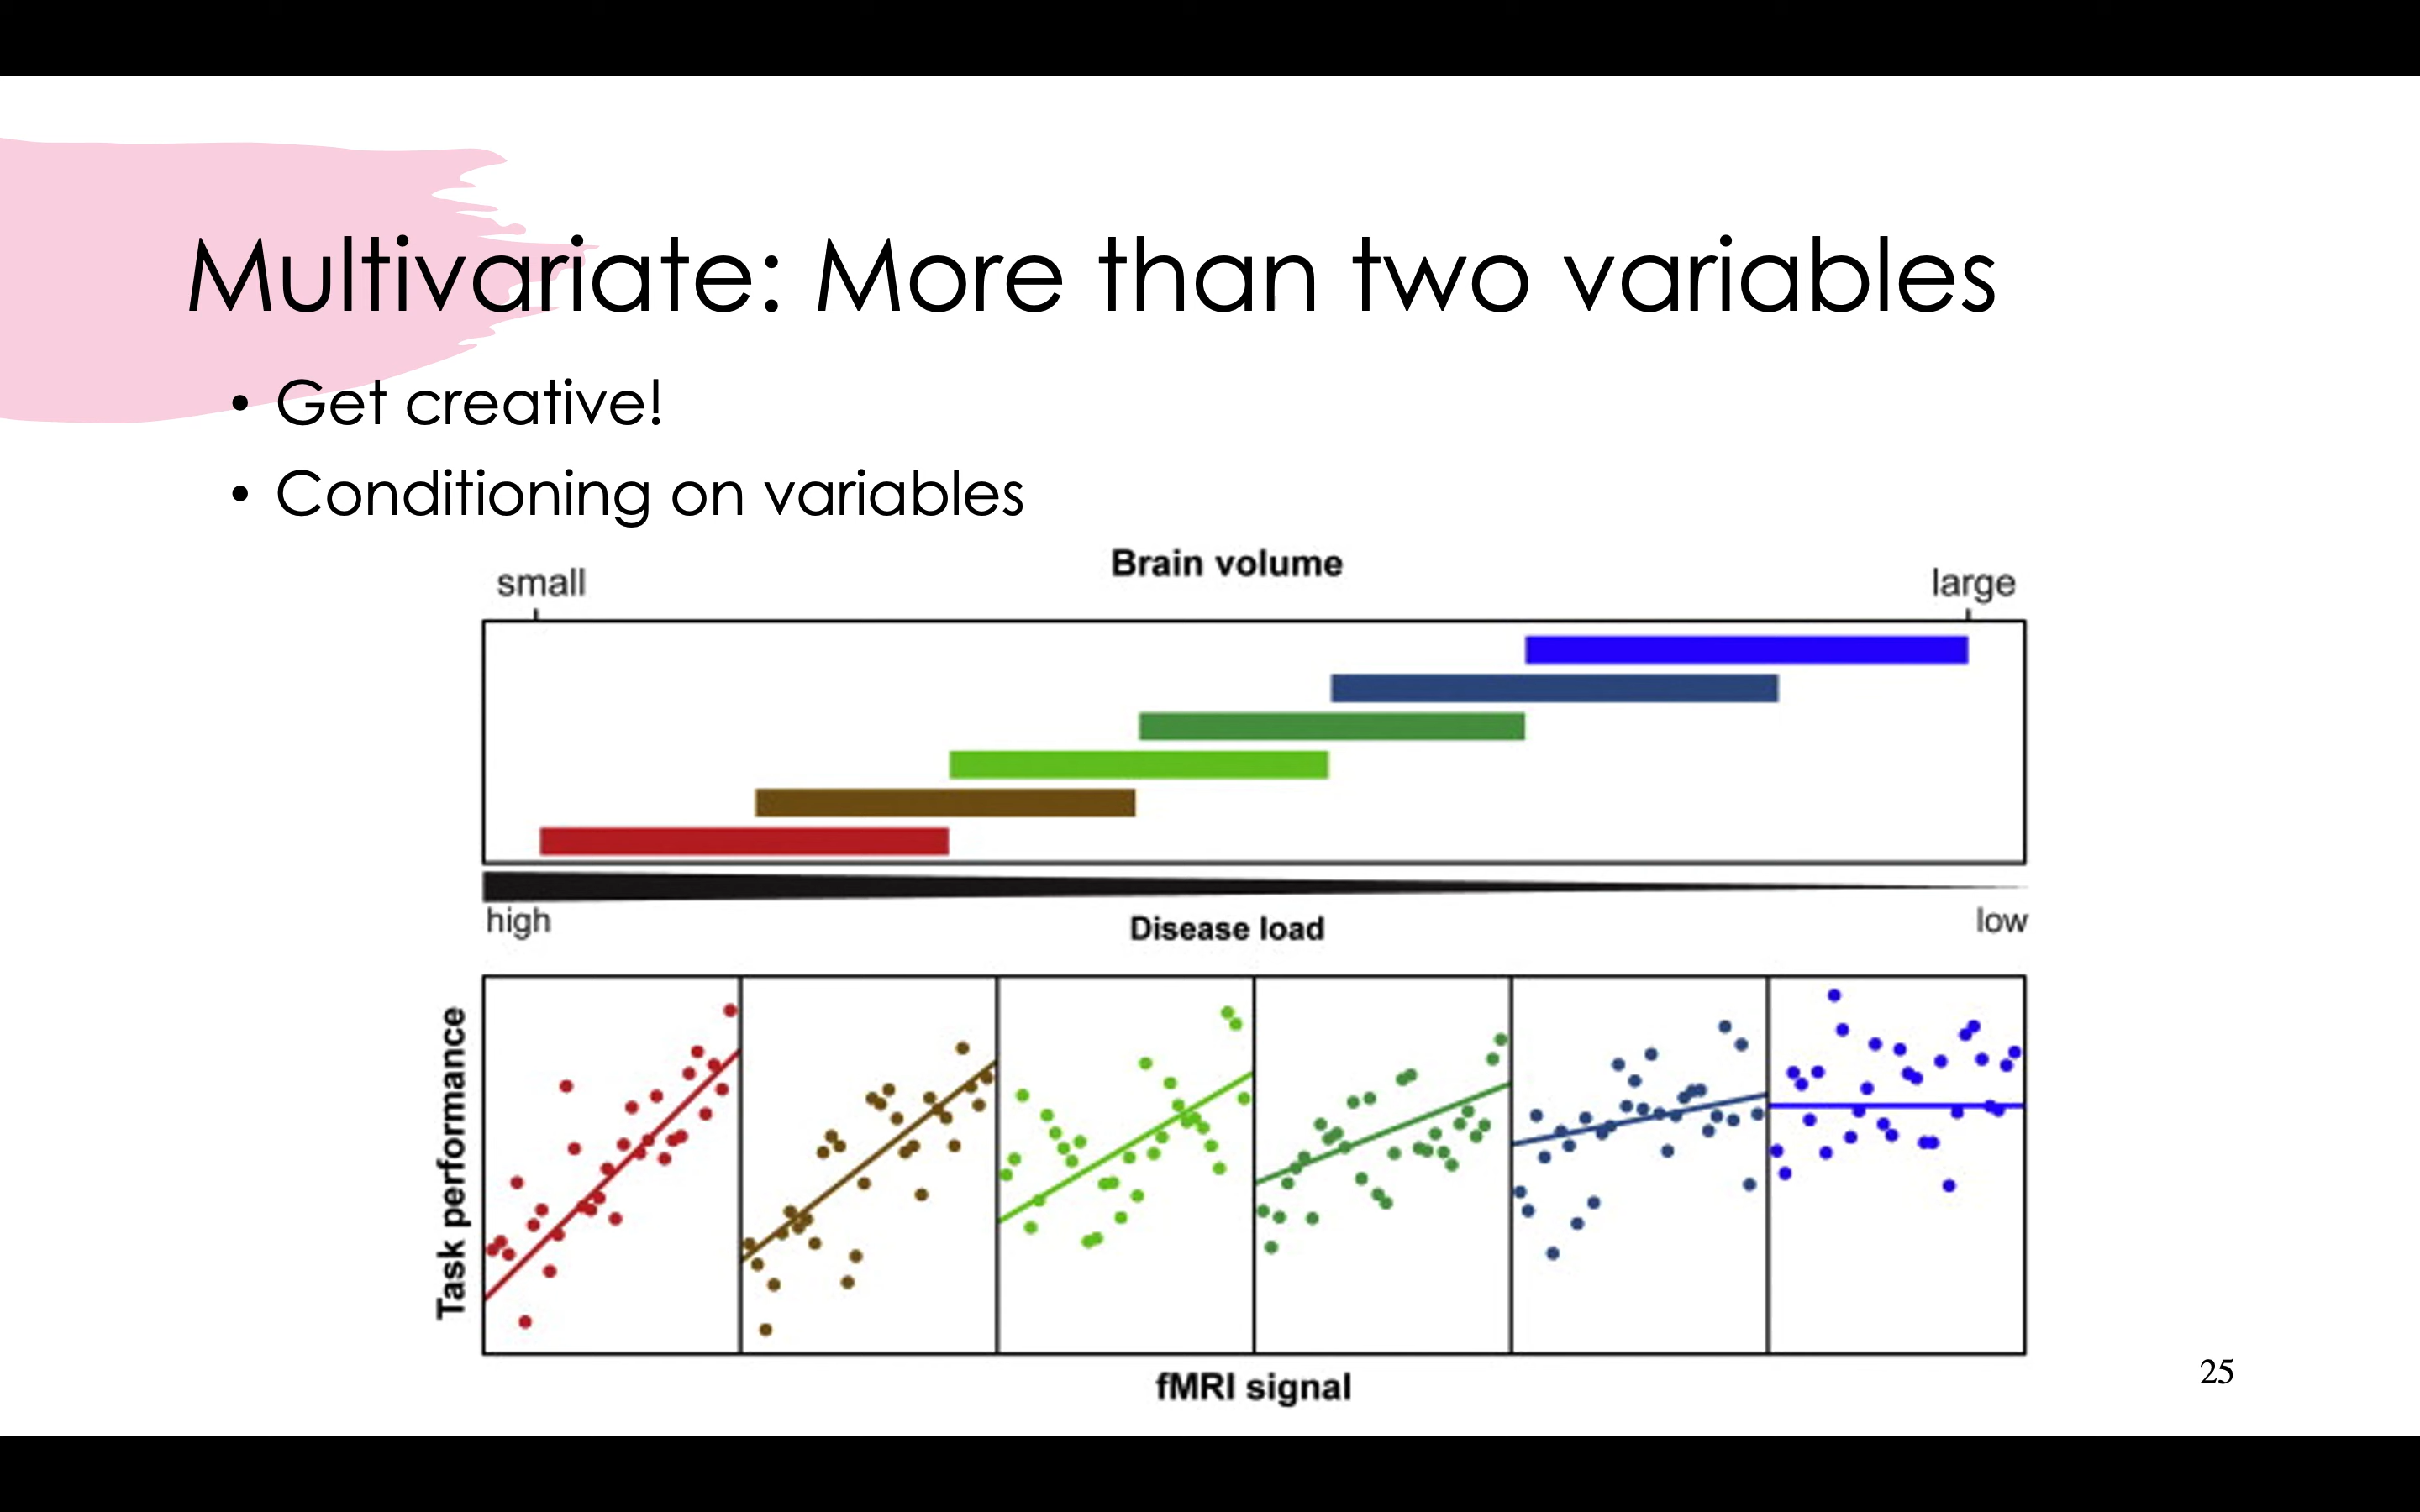 Multivariate: More than two variables
• Get creative!
• Conditioning on variables
Brain volume
small
large
high
Disease load
low
Task performance
fMRI signal
25